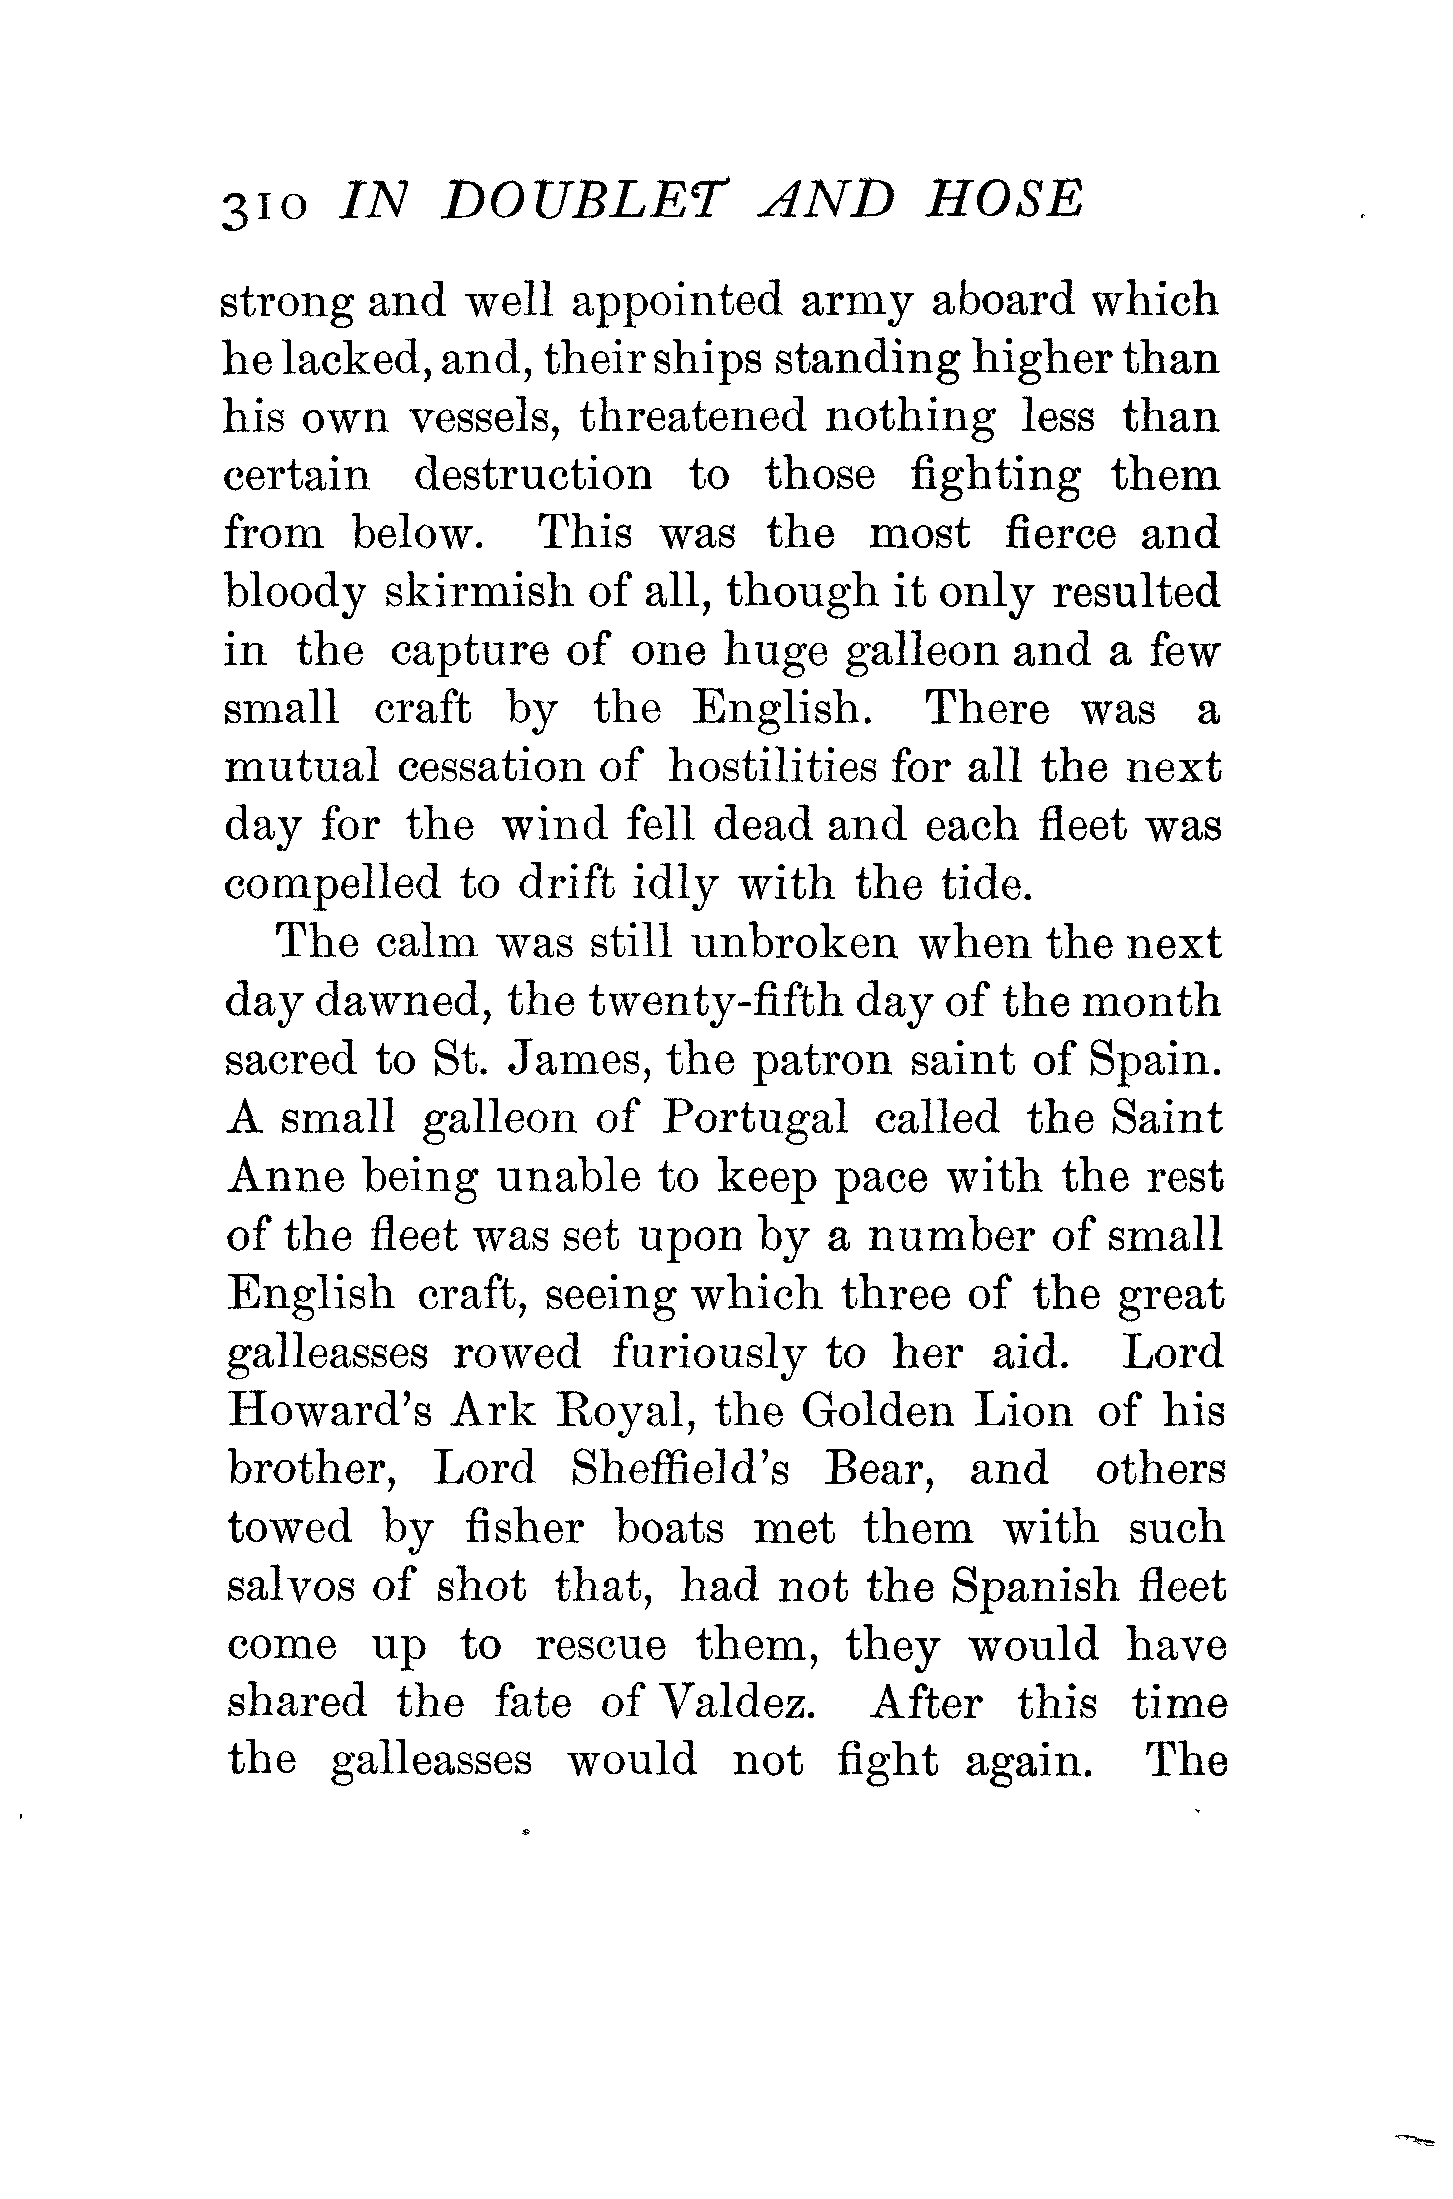 310 IN DOUBLET AND HOSE
strong and well appointed army aboard which
he lacked, and, their ships standing higher than
his own vessels, threatened nothing less than
certain destruction to those fighting them
from below. This was the most fierce and
bloody skirmish of all, though it only resulted
in the capture of one huge galleon and a few
small craft by the English. There was a
mutual cessation of hostilities for all the next
day for the wind fell dead and each fleet was
compelled to drift idly with the tide.
The calm was still unbroken when the next
day dawned, the twenty-fifth day of the month
sacred to St. James, the patron saint of Spain.
A small galleon of Portugal called the Saint
Anne being unable to keep pace with the rest
of the fleet was set upon by a number of small
English craft, seeing which three of the great
galleasses rowed furiously to her aid. Lord
Howard's Ark Royal, the Golden Lion of his
brother, Lord Sheffield's Bear, and others
towed by fisher boats met them with such
salvos of shot that, had not the Spanish fleet
come up to rescue them, they would have
shared the fate of Valdez. After this time
the galleasses would not fight again. The